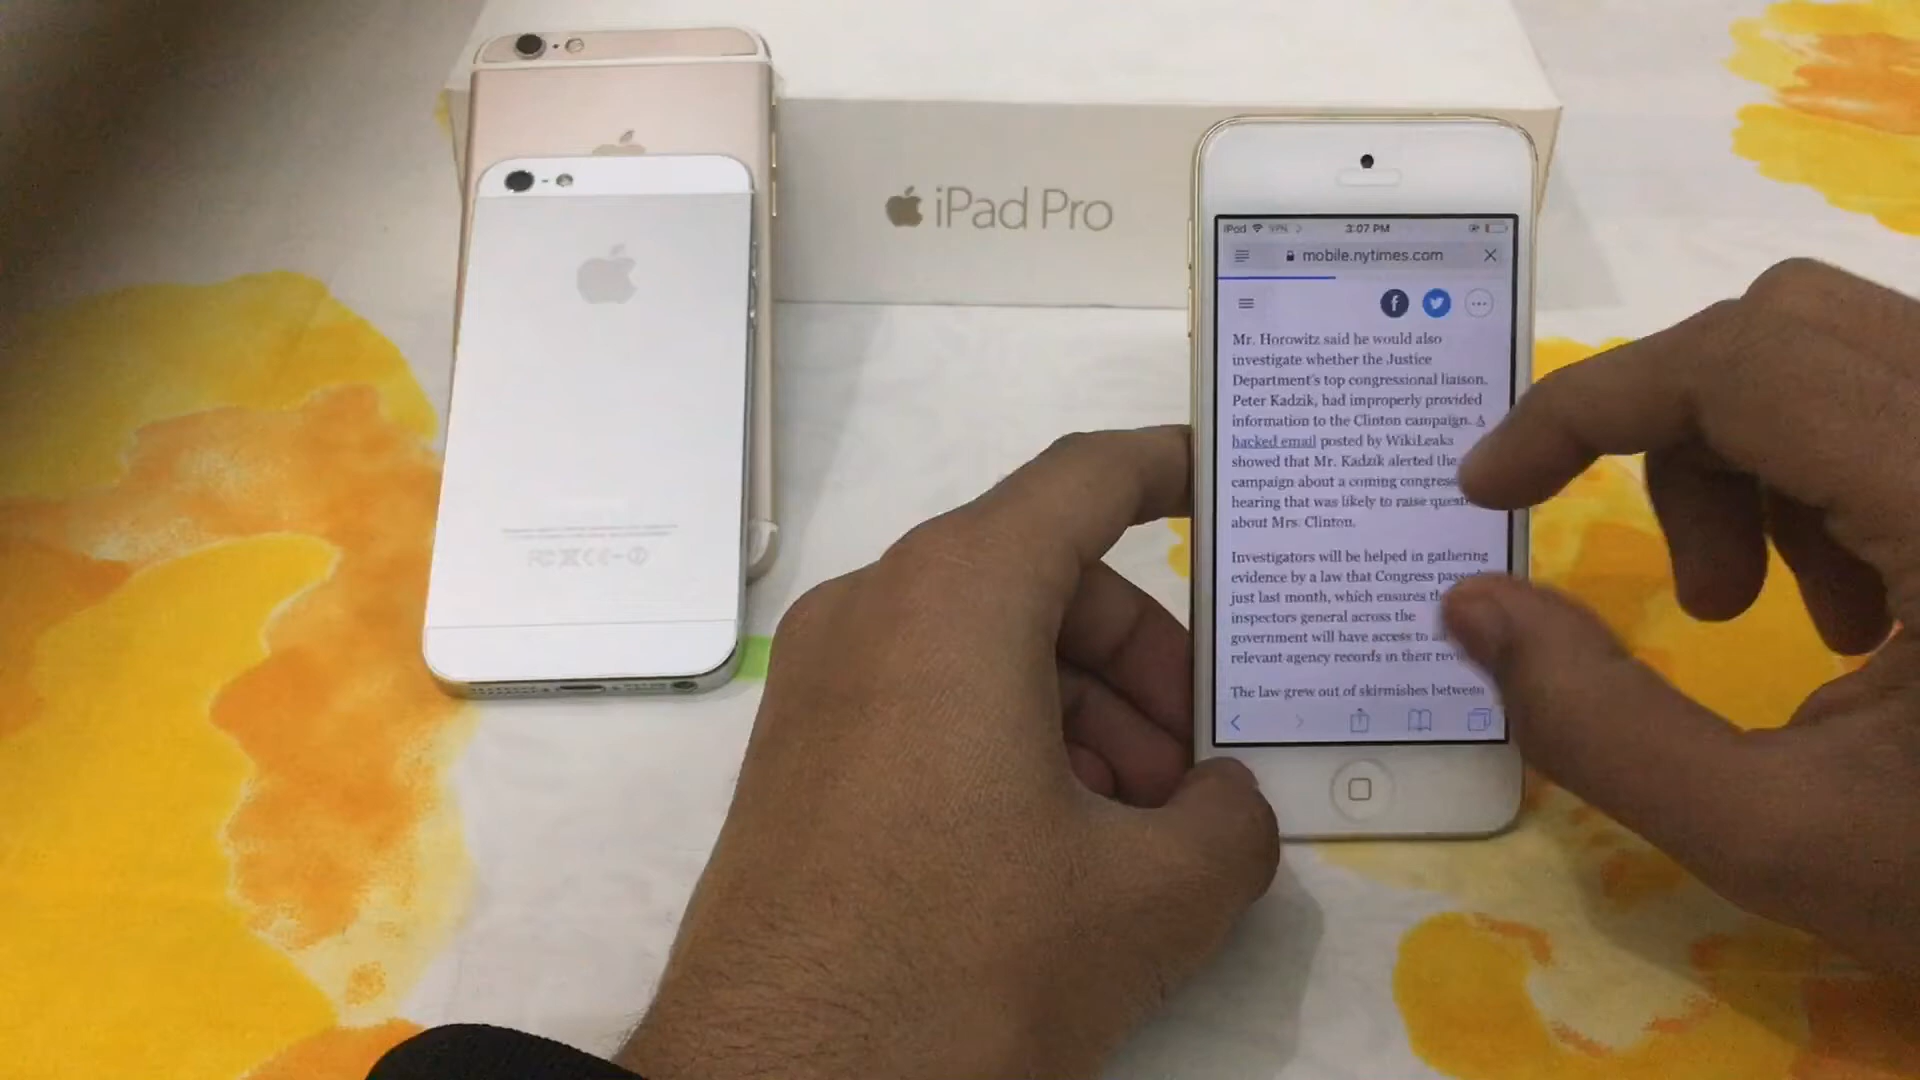 iPad Pro
iPod 3:07 PM
mobile.nytimes.com
Mr. Horowitz said he would also
investigate whether the Justice
Department's top congressional liaison,
Peter Kadzik, had improperly provided
information to the Clinton campaign. A
hacked email posted by WikiLeaks
showed that Mr. Kadzik alerted the
campaign about a coming
hearing that was likely to raise
about Mrs. Clinton.
Investigators will be helped in gathering
evidence by a law that Congress
just last month, which ensures
inspectors general across the
government will have access to
relevant agency records in their
The law grew out of skirmishes between